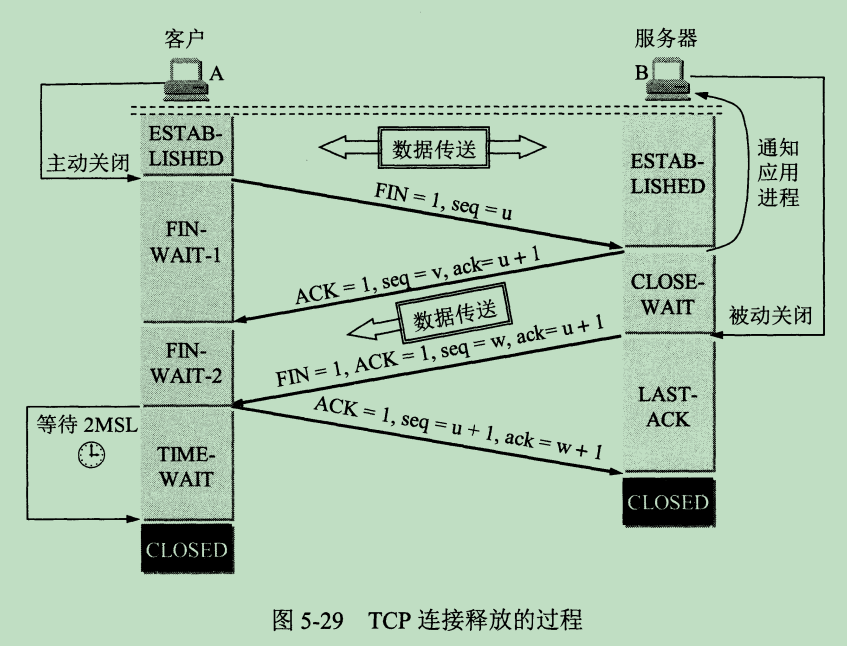 客户
服务器
A
B
ESTAB-
LISHED
数据传送
ESTAB-
LISHED
通知
应用
进程
主动关闭
FIN = 1, seq = u
FIN-
WAIT-1
ACK = 1, seq = v, ack= u + 1
CLOSE-
WAIT
数据传送
被动关闭
FIN-
WAIT-2
FIN = 1, ACK = 1, seq = w, ack= u + 1
ACK = 1, seq = u + 1, ack = w + 1
LAST-
ACK
等待 2MSL
TIME-
WAIT
CLOSED
CLOSED
图 5-29 TCP 连接释放的过程